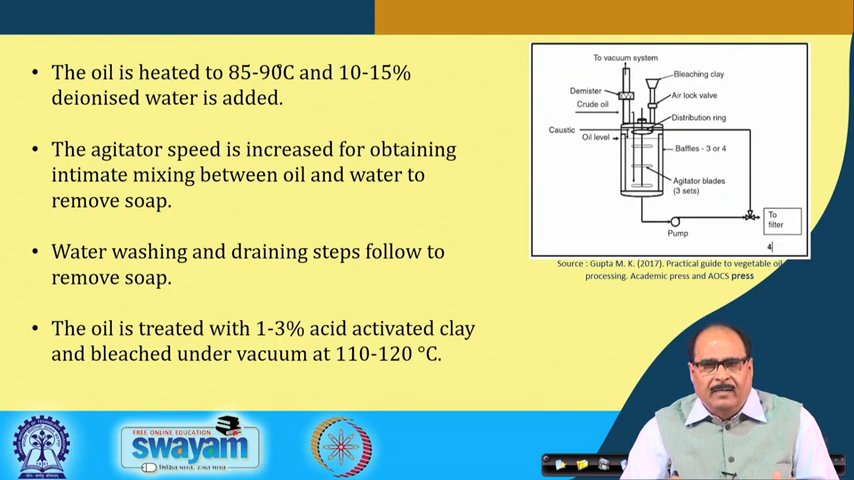 • The oil is heated to 85-90°C and 10-15%
deionised water is added.
• The agitator speed is increased for obtaining
intimate mixing between oil and water to
remove soap.
• Water washing and draining steps follow to
remove soap.
• The oil is treated with 1-3% acid activated clay
and bleached under vacuum at 110-120 °C.
To vacuum system
Bleaching clay
Demister
Air lock valve
Crude oil
Distribution ring
Caustic
Oil level
Baffles - 3 or 4
Agitator blades
(3 sets)
Pump
To
filter
4
Source : Gupta M. K. (2017). Practical guide to vegetable oil
processing. Academic press and AOCS press
FREE ONLINE EDUCATION
swayam